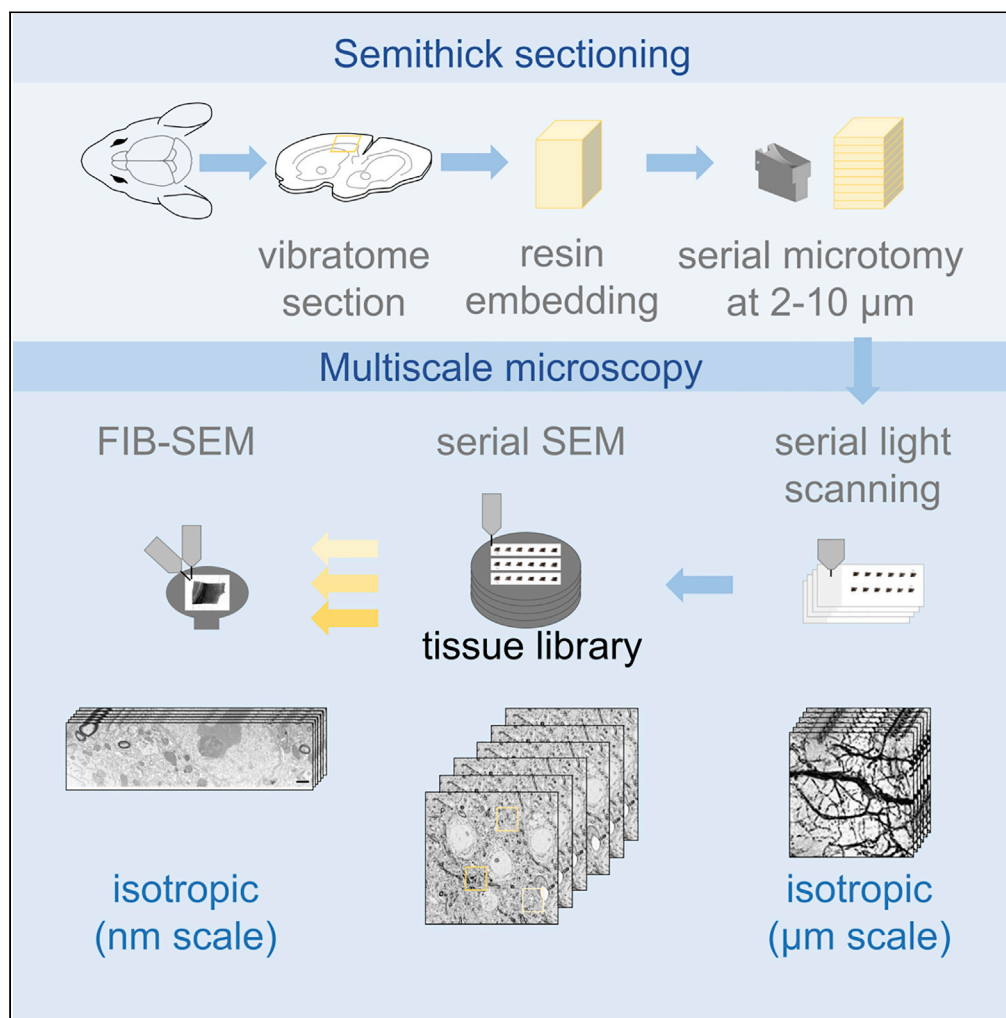 Semithick sectioning
vibratome
section
resin
embedding
serial microtomy
at 2-10 µm
Multiscale microscopy
FIB-SEM
serial SEM
serial light
scanning
tissue library
isotropic
(nm scale)
isotropic
(µm scale)